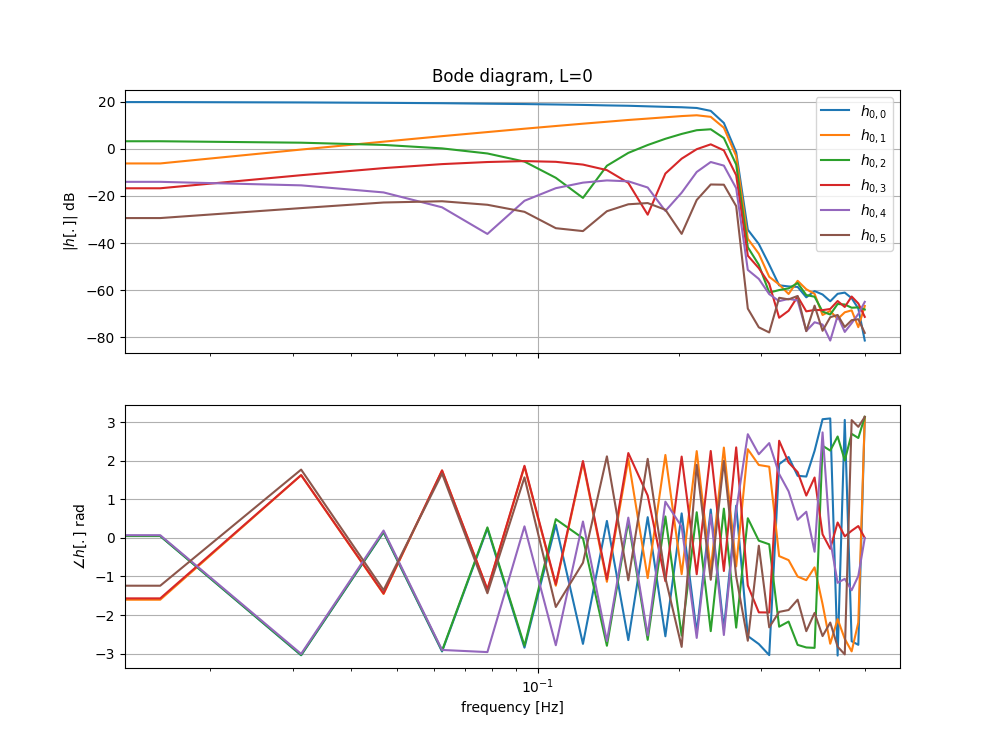 Bode diagram, L=0
|h[.]| dB
20
0
−20
−40
−60
−80
h0,0
h0,1
h0,2
h0,3
h0,4
h0,5
∠h[.] rad
3
2
1
0
−1
−2
−3
10−1
frequency [Hz]